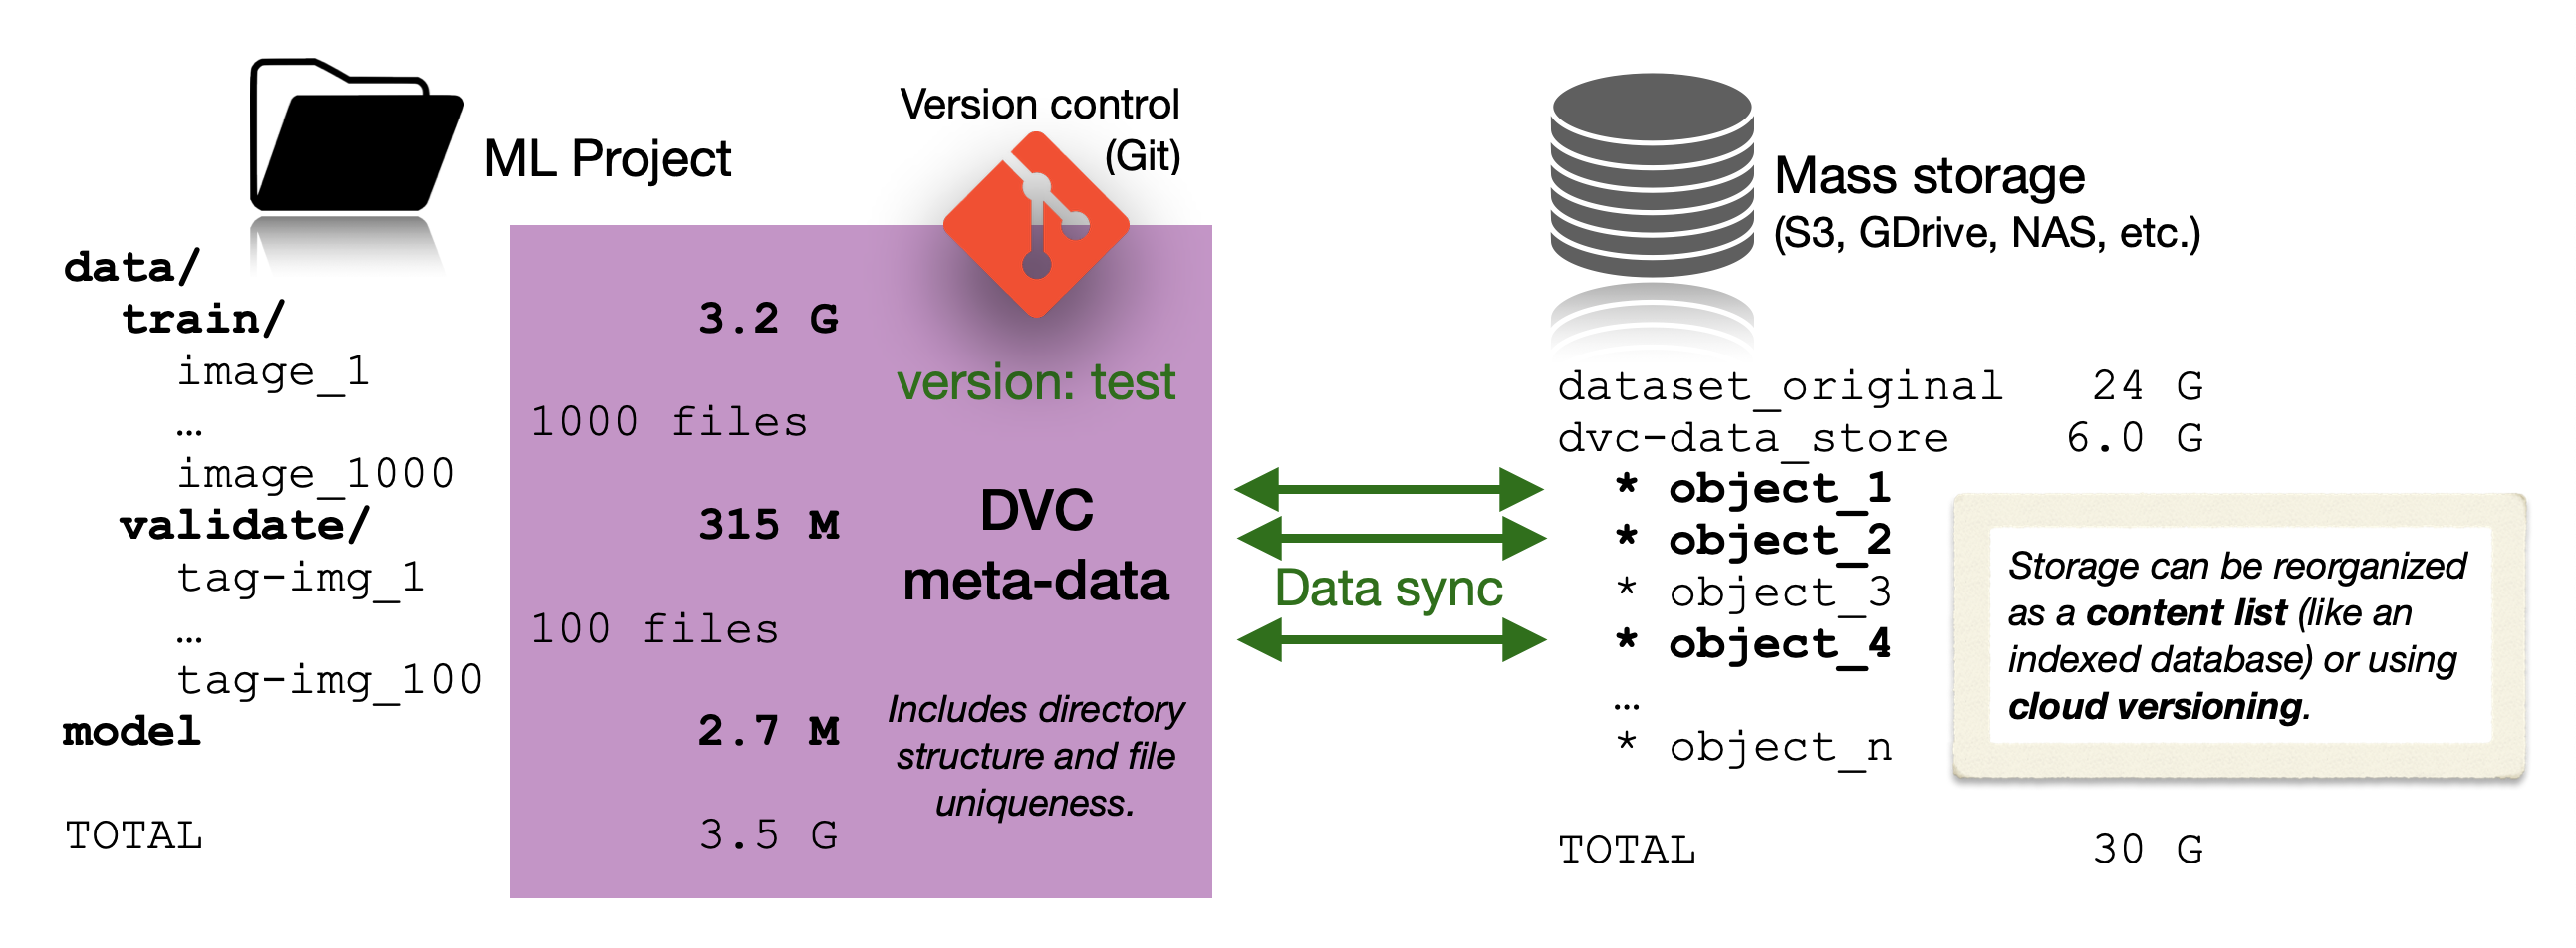 ML Project
Version control
(Git)
Mass storage
(S3, GDrive, NAS, etc.)
data/
train/ 3.2 G
image_1
version: test
… 1000 files
image_1000
validate/ 315 M
tag-img_1
… 100 files
tag-img_100
model 2.7 M
TOTAL 3.5 G
DVC
meta-data
Includes directory
structure and file
uniqueness.
Data sync
dataset_original 24 G
dvc-data_store 6.0 G
* object_1
* object_2
* object_3
* object_4
…
* object_n
TOTAL 30 G
Storage can be reorganized
as a content list (like an
indexed database) or using
cloud versioning.